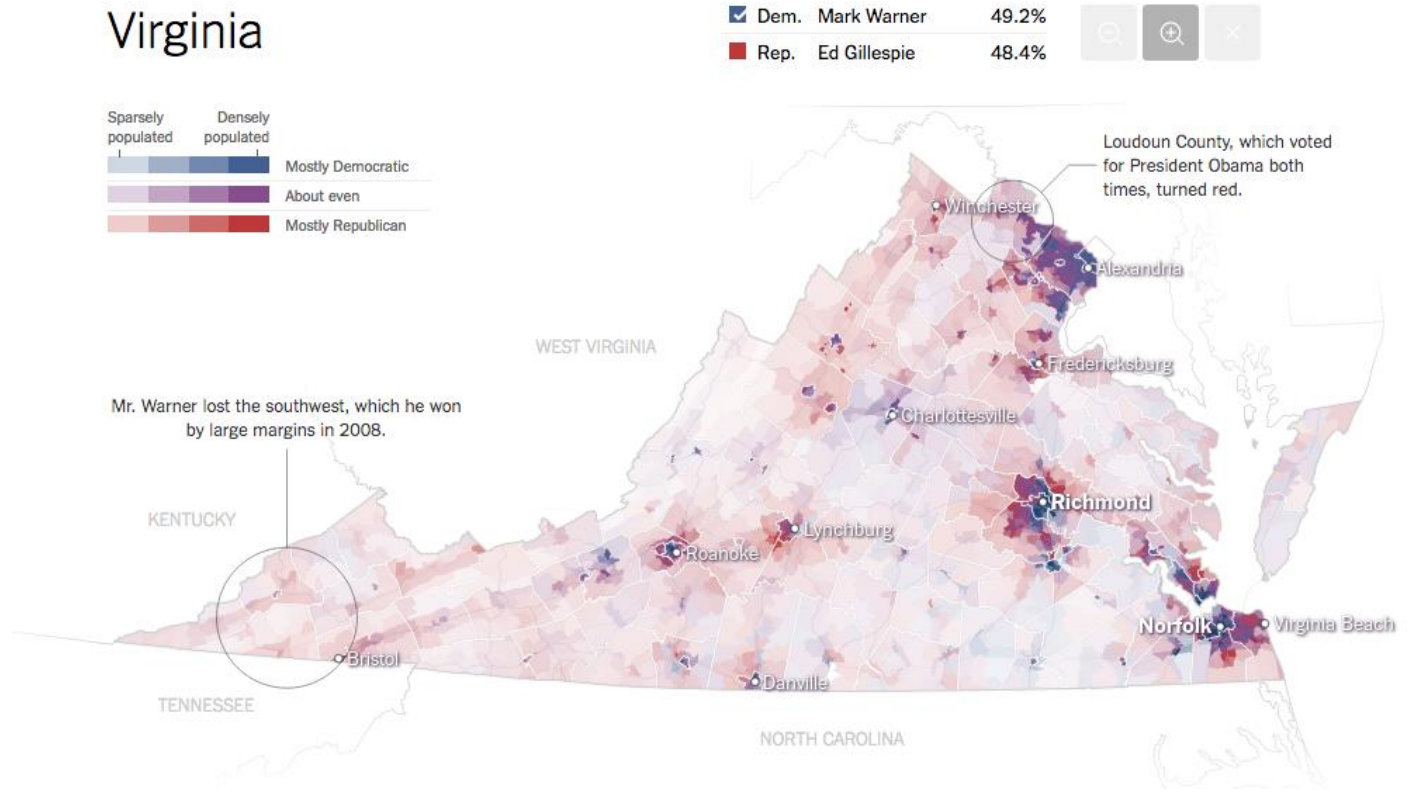 Virginia
Dem. Mark Warner 49.2%
Rep. Ed Gillespie 48.4%
Sparsely populated
Densely populated
Mostly Democratic
About even
Mostly Republican
Loudoun County, which voted
for President Obama both
times, turned red.
Winchester
Alexandria
WEST VIRGINIA
Fredericksburg
Mr. Warner lost the southwest, which he won
by large margins in 2008.
Charlottesville
Richmond
KENTUCKY
Lynchburg
Roanoke
Norfolk
Virginia Beach
Bristol
Danville
TENNESSEE
NORTH CAROLINA